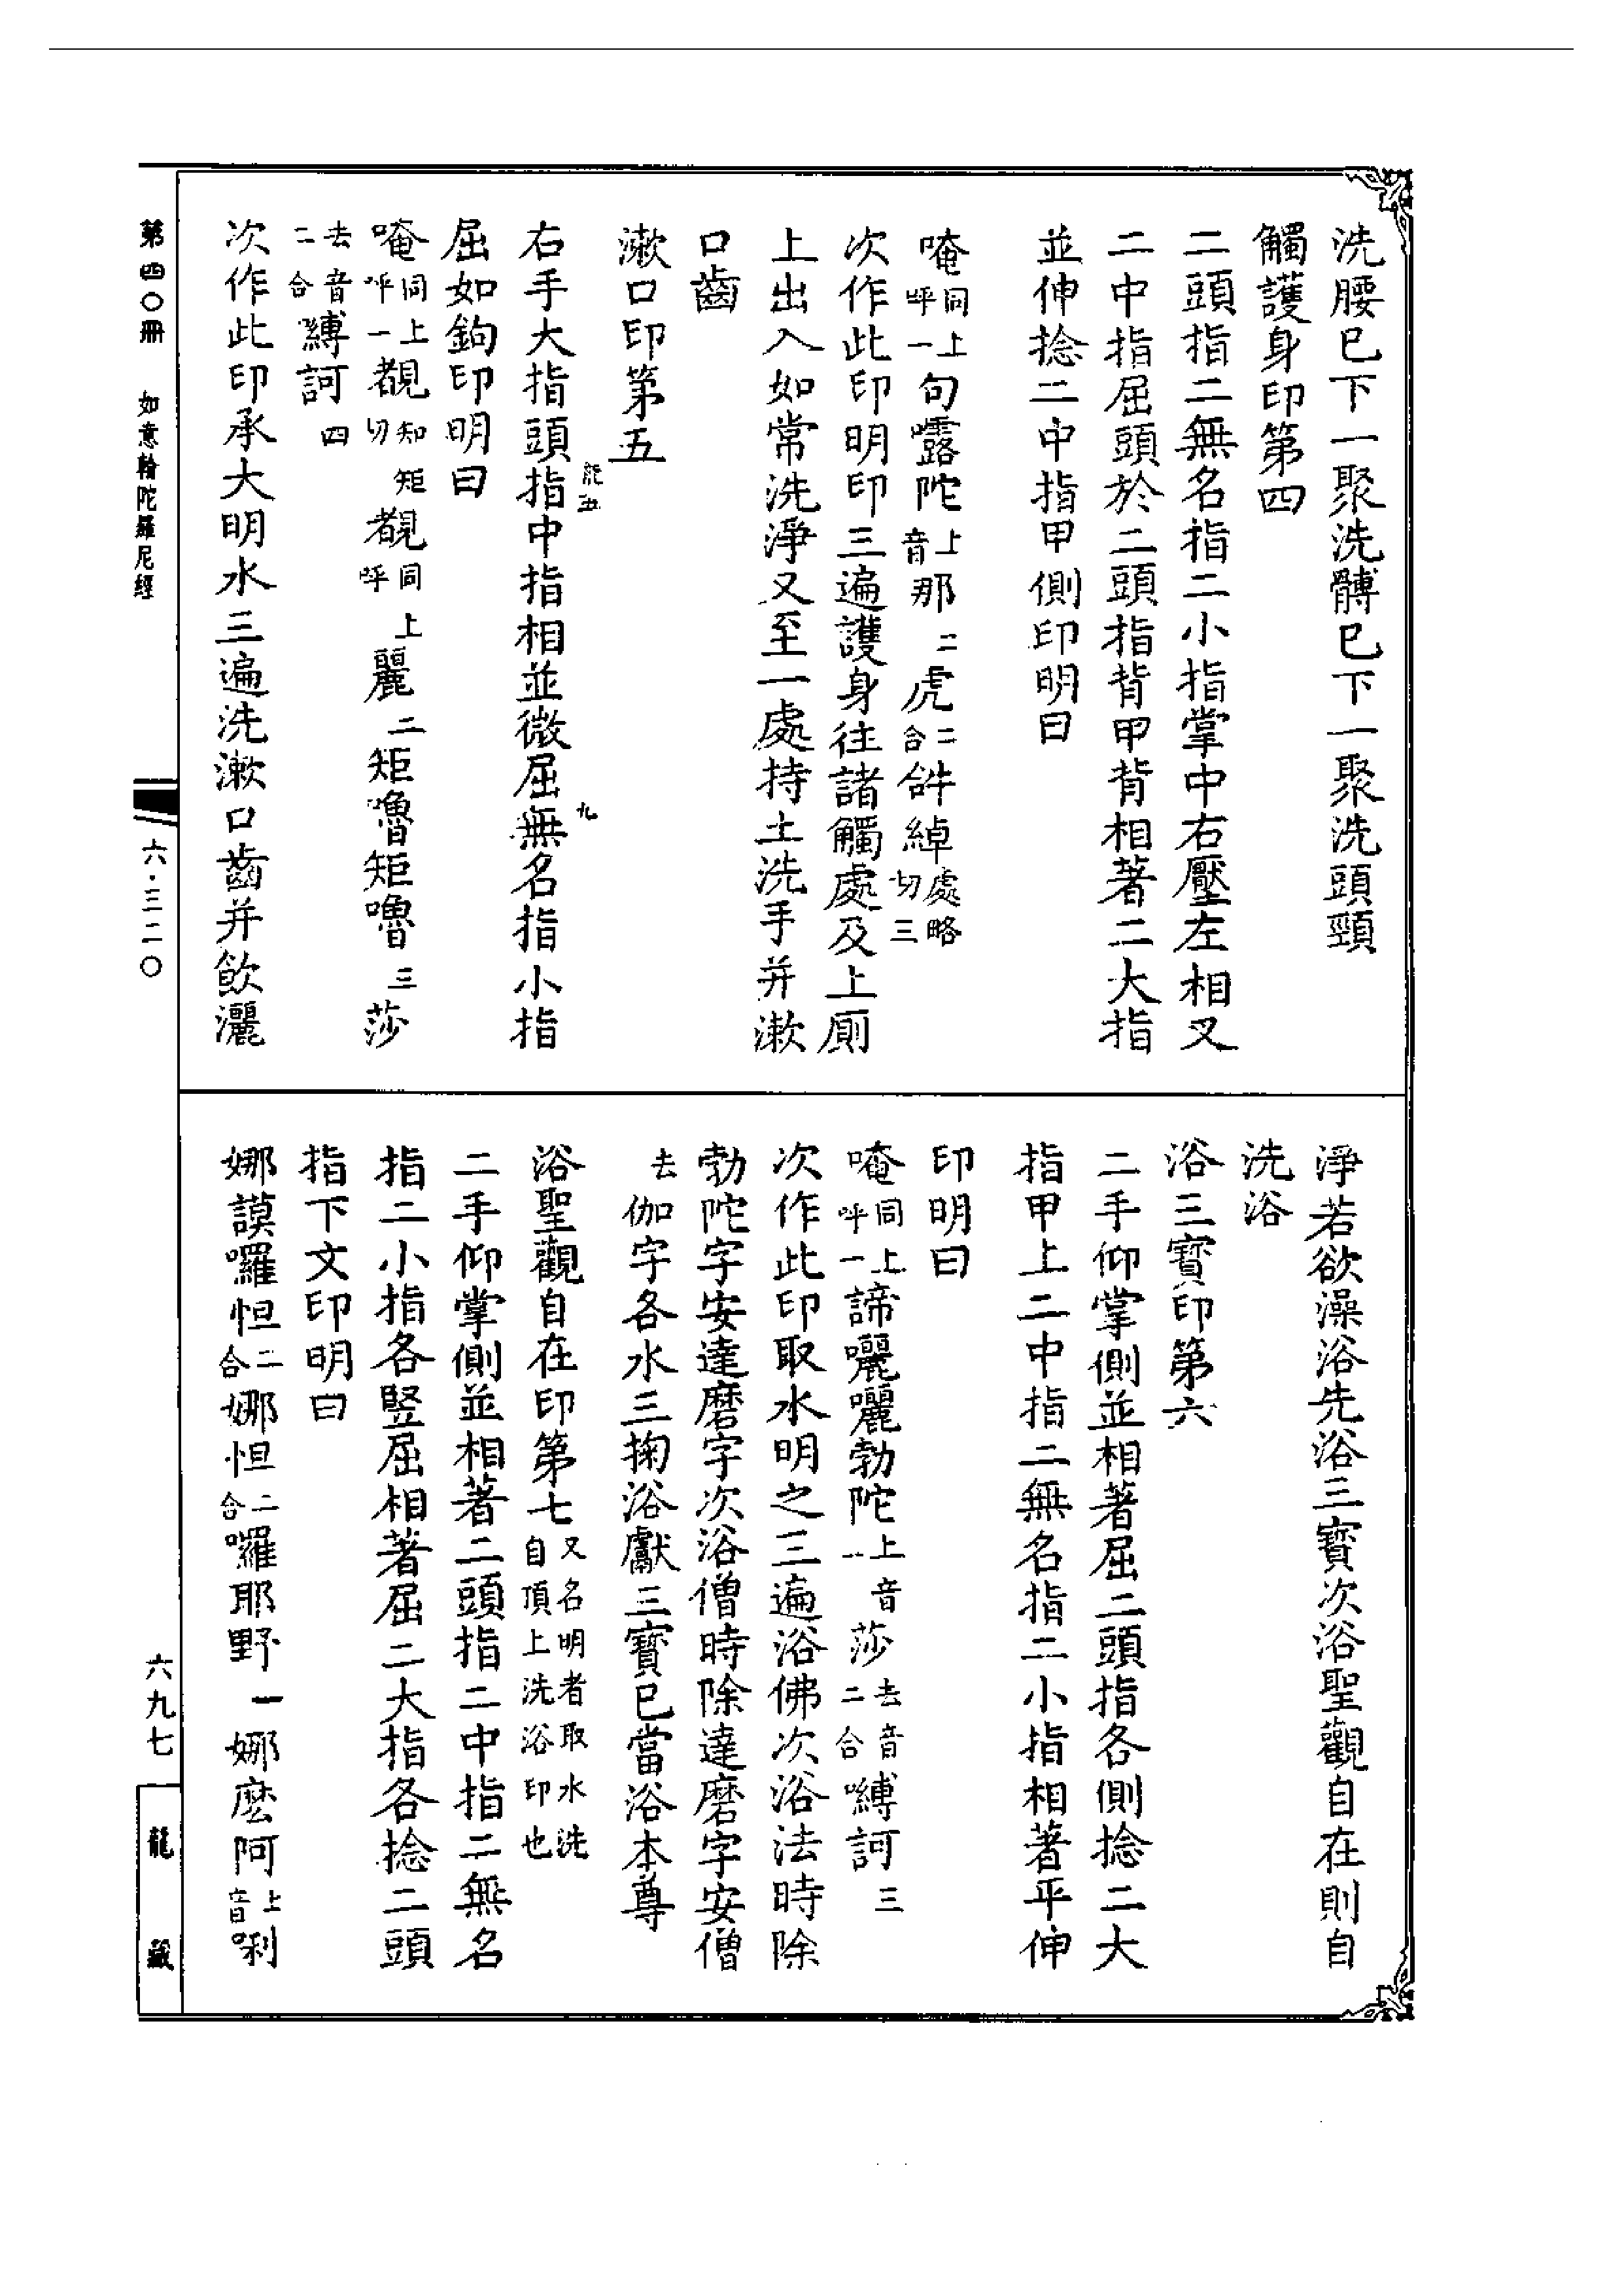 洗腰已下一聚洗髆已下一聚洗頭頸
觸護身印第四
二頭指二無名指二小指掌中右壓左相叉
二中指屈頭於二頭指背甲背相著二大指
並伸捻二中指甲側印明曰
唵同上呼一句嚕陀上音那二虎二合𤙖綽處略切三
次作此印明印三遍護身往諸觸處及上廁
上出入如常洗淨又至一處持土洗手并漱
口齒
漱口印第五
右手大指頭指中指相並微屈無名指小指
龍五
九
屈如鉤印明曰
唵同上呼一覩知矩切覩同上呼麗二矩嚕矩嚕三莎
去音二合縛訶四
次作此印承大明水三遍洗漱口齒并飲灑
淨若欲澡浴先浴三寶次浴聖觀自在則自
洗浴
浴三寶印第六
二手仰掌側並相著屈二頭指各側捻二大
指甲上二中指二無名指二小指相著平伸
印明曰
唵同上呼一諦囇囇勃陀上音二莎去音二合嚩訶三
次作此印取水明之三遍浴佛次浴法時除
勃陀字安達磨字次浴僧時除達磨字安僧
去伽字各水三掬浴獻三寶已當浴本尊
浴聖觀自在印第七又名明者取水洗自頂上洗浴印也
二手仰掌側並相著二頭指二中指二無名
指二小指各竪屈相著屈二大指各捻二頭
指下文印明曰
娜謨囉怛二合娜怛二合囉耶野一娜麼阿上音唎
第四〇冊
如意輪陀羅尼經
六·三二〇
六九七
龍藏